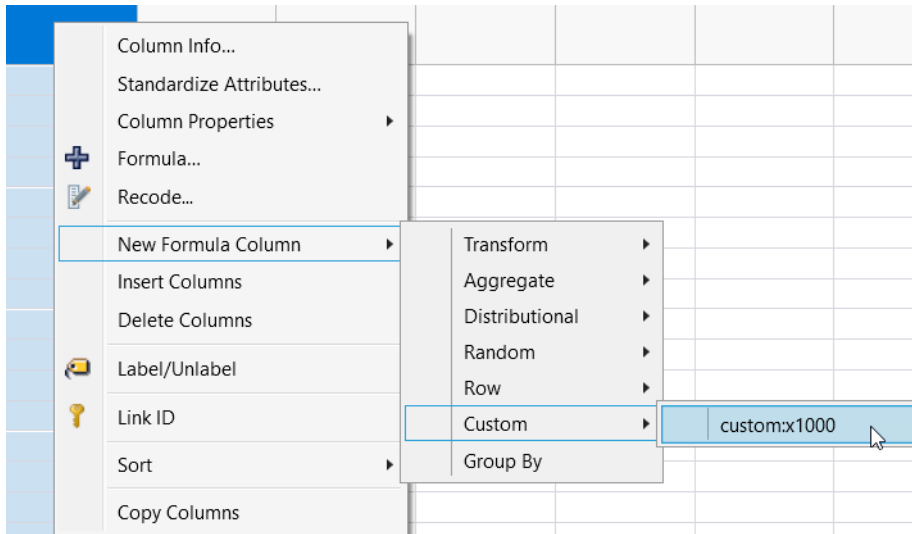 Column Info...
Standardize Attributes...
Column Properties
Formula...
Recode...
New Formula Column
Insert Columns
Delete Columns
Label/Unlabel
Link ID
Sort
Copy Columns
Transform
Aggregate
Distributional
Random
Row
Custom
Group By
custom:x1000